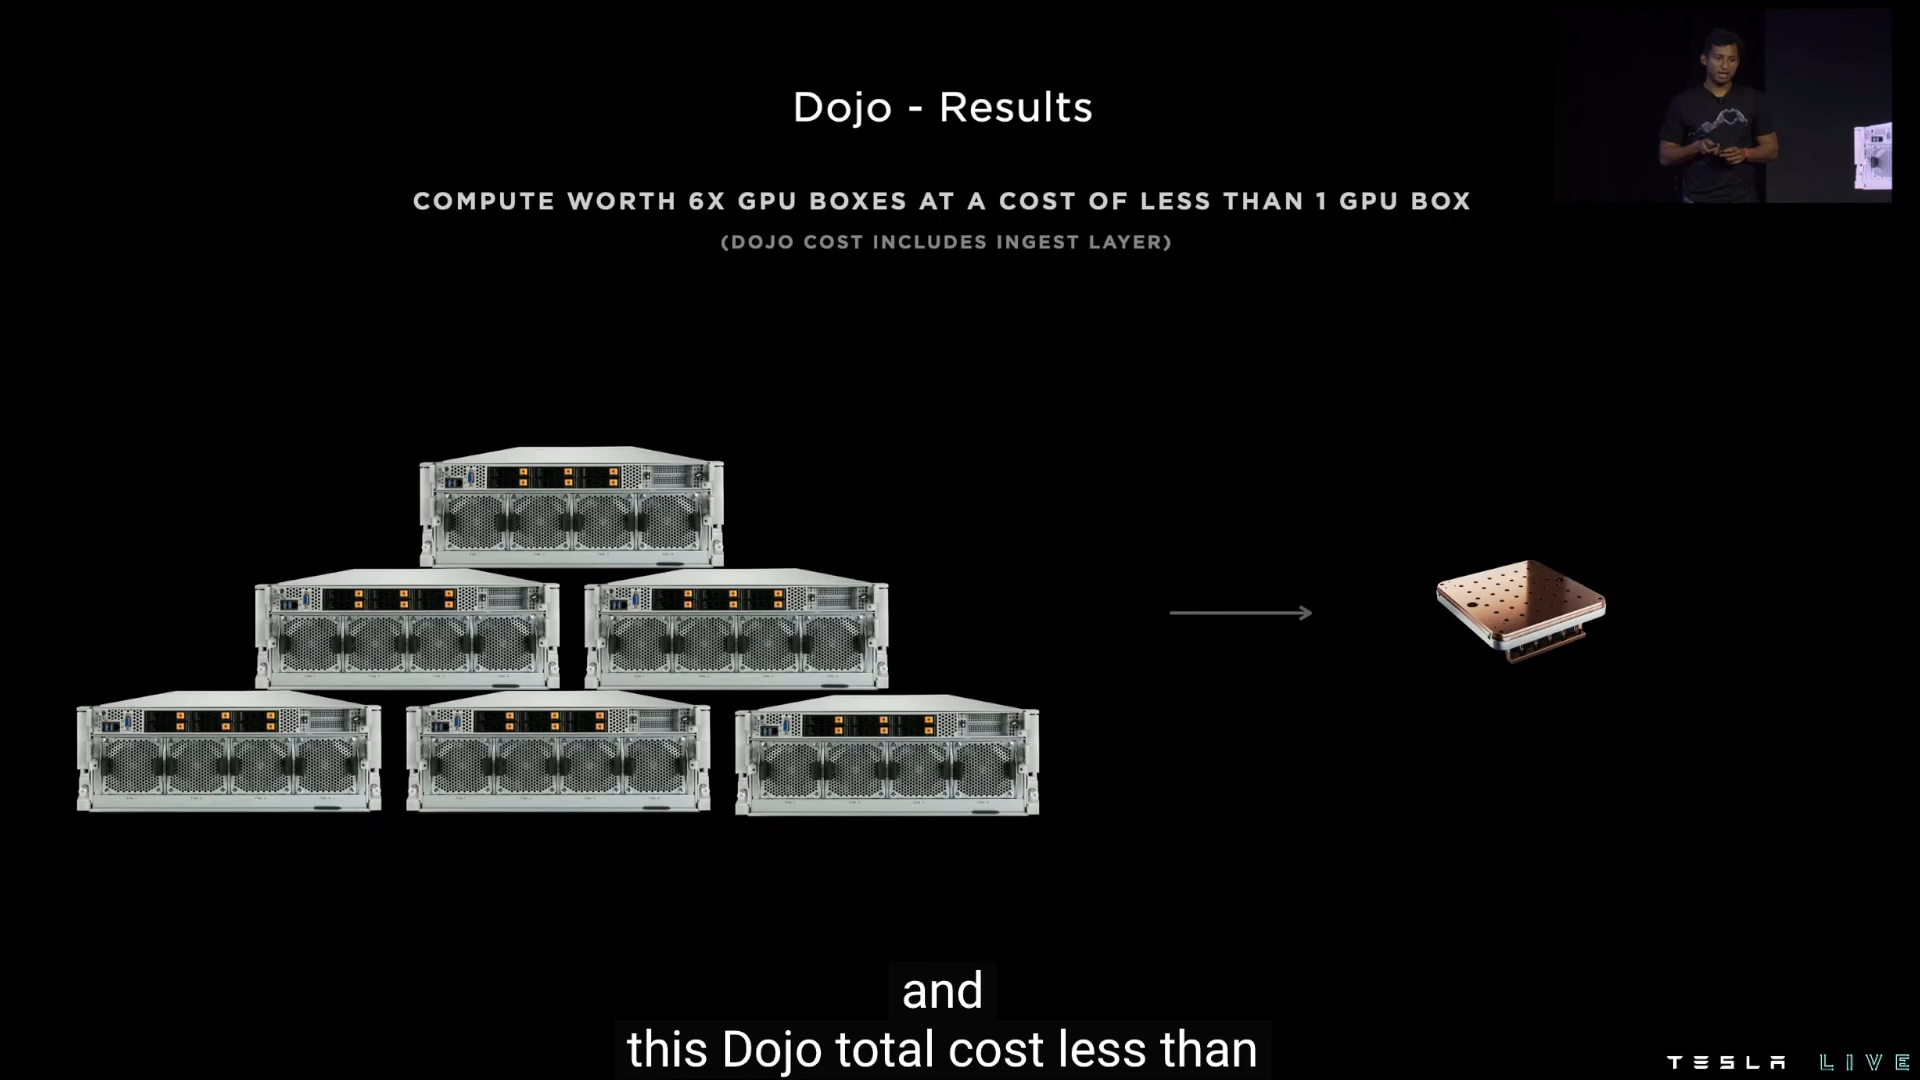 Dojo - Results
COMPUTE WORTH 6X GPU BOXES AT A COST OF LESS THAN 1 GPU BOX
(DOJO COST INCLUDES INGEST LAYER)
and
this Dojo total cost less than
TESLA LIVE